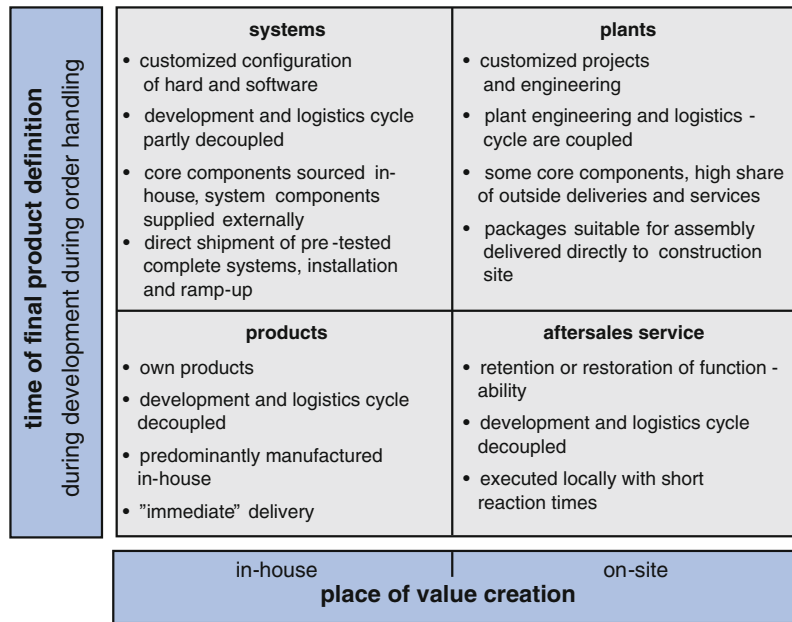 time of final product definition
during development during order handling
systems
• customized configuration
of hard and software
• development and logistics cycle
partly decoupled
• core components sourced in-
house, system components
supplied externally
• direct shipment of pre -tested
complete systems, installation
and ramp-up
plants
• customized projects
and engineering
• plant engineering and logistics -
cycle are coupled
• some core components, high share
of outside deliveries and services
• packages suitable for assembly
delivered directly to construction
site
products
• own products
• development and logistics cycle
decoupled
• predominantly manufactured
in-house
• ”immediate” delivery
aftersales service
• retention or restoration of function -
ability
• development and logistics cycle
decoupled
• executed locally with short
reaction times
in-house
on-site
place of value creation